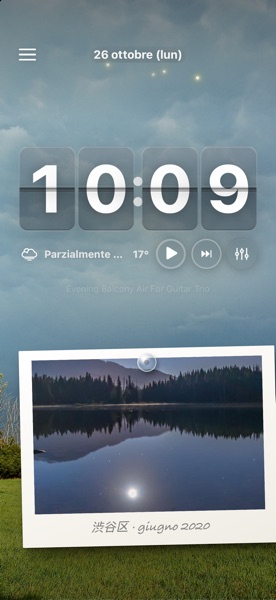 26 ottobre (lun)
10:09
Parzialmente ... 17°
Evening Balcony Air For Guitar Trio
渋谷区 · giugno 2020